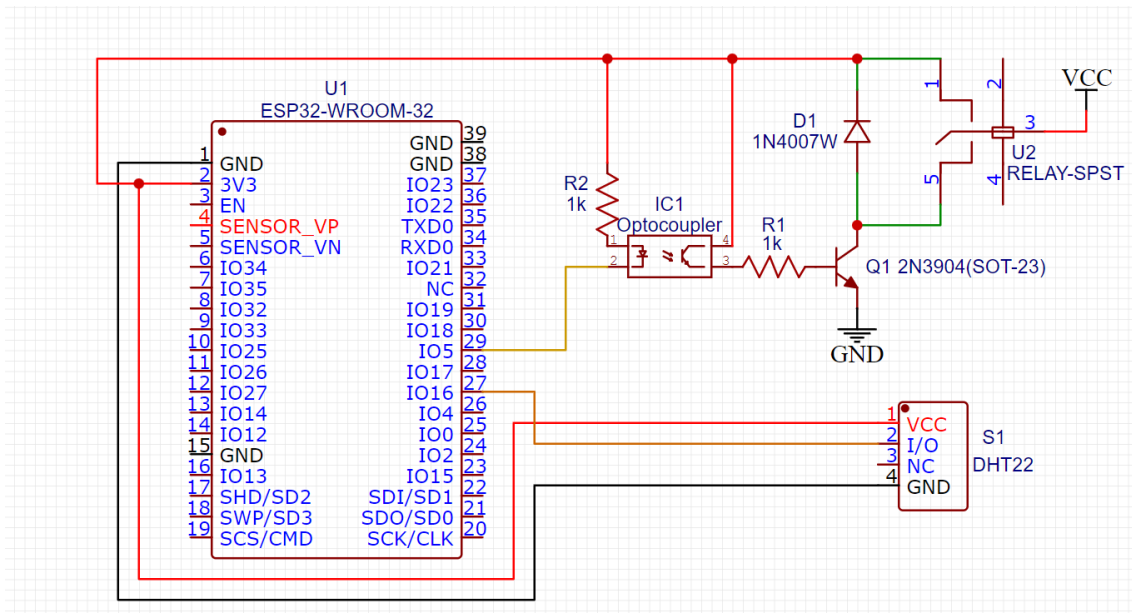 U1
ESP32-WROOM-32
1 GND
2 3V3
3 EN
4 SENSOR_VP
5 SENSOR_VN
6 IO34
7 IO35
8 IO32
9 IO33
10 IO25
11 IO26
12 IO27
13 IO14
14 IO12
15 GND
16 IO13
17 SHD/SD2
18 SWP/SD3
19 SCS/CMD
GND 39
GND 38
IO23 37
IO22 36
TXD0 35
RXD0 34
IO21 33
NC 32
IO19 31
IO18 30
IO5 29
IO17 28
IO16 27
IO4 26
IO0 25
IO2 24
IO15 23
SDI/SD1 22
SDO/SD0 21
SCK/CLK 20
R2
1k
IC1
Optocoupler
1
2
4
3
R1
1k
D1
1N4007W
Q1 2N3904(SOT-23)
GND
1
2
3
5
4
VCC
U2
RELAY-SPST
1 VCC
2 I/O
3 NC
4 GND
S1
DHT22